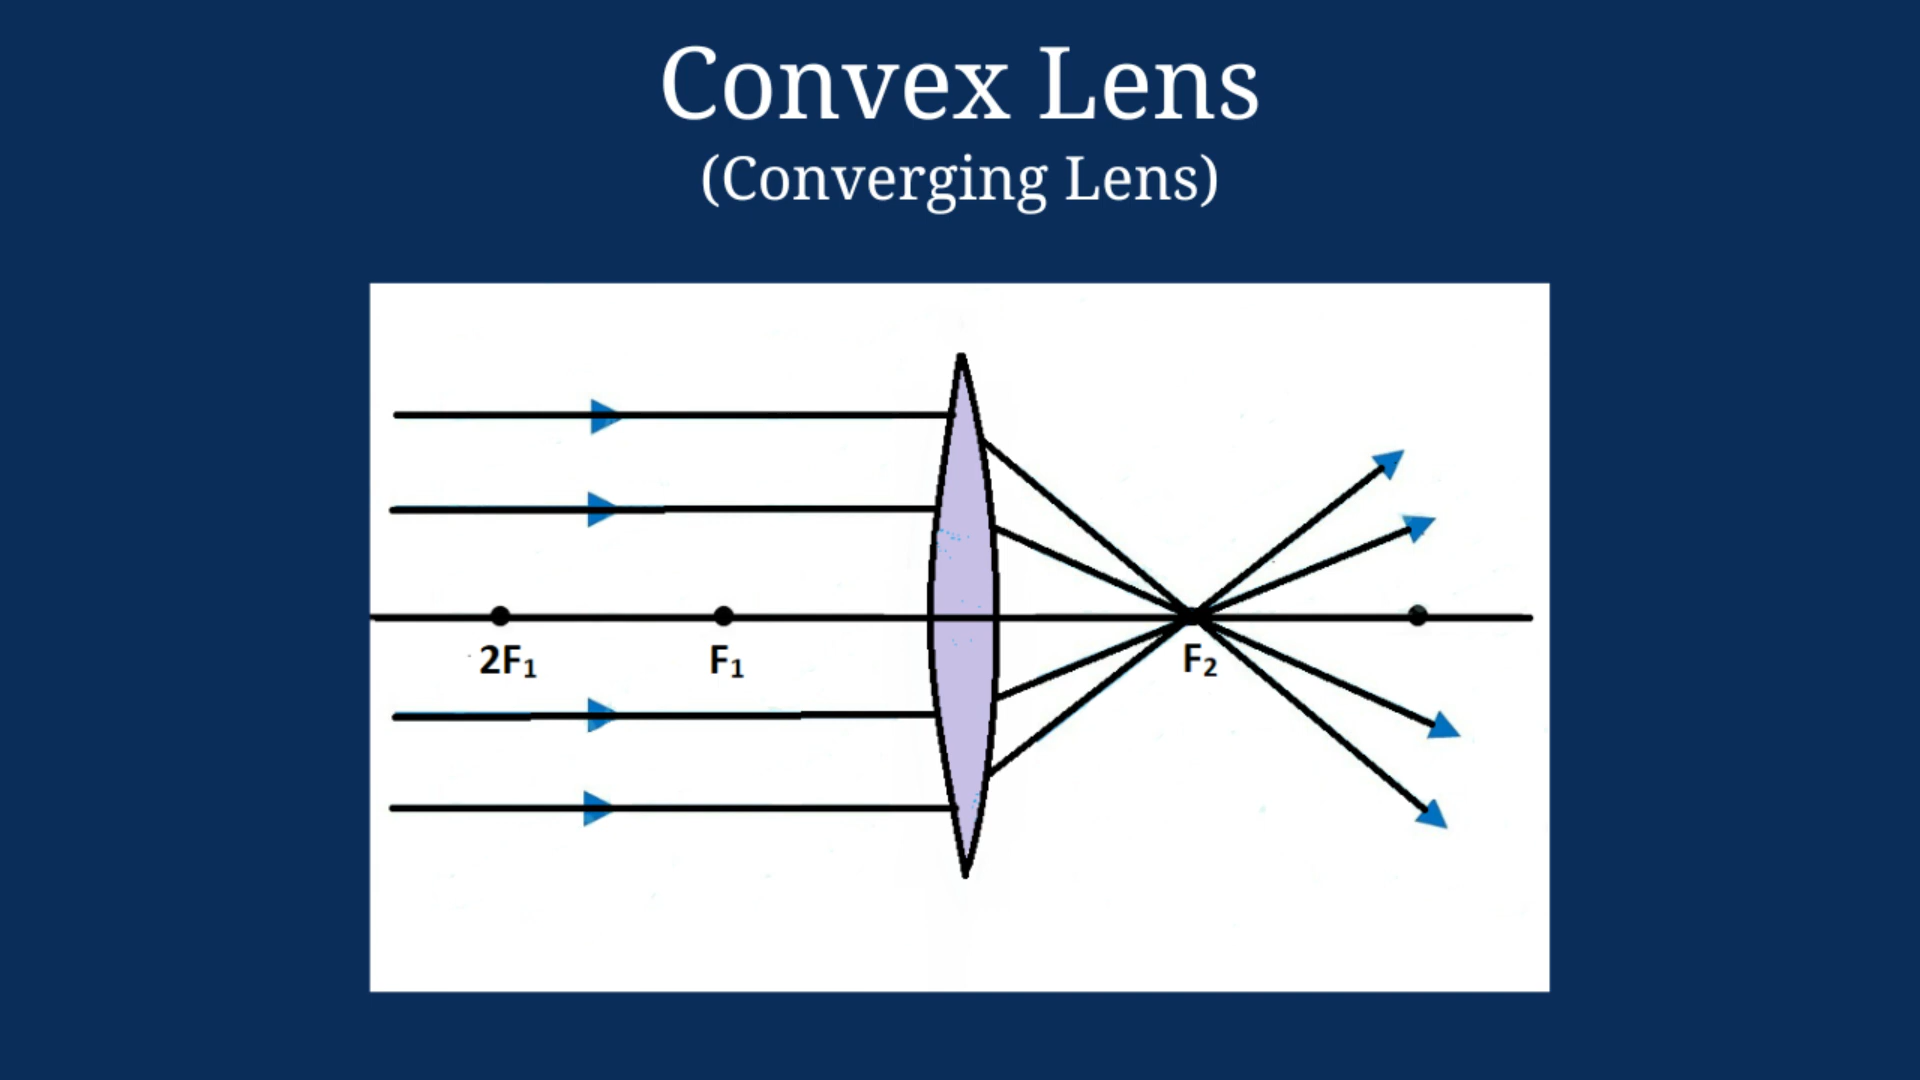 Convex Lens
(Converging Lens)
2F₁ F₁ F₂